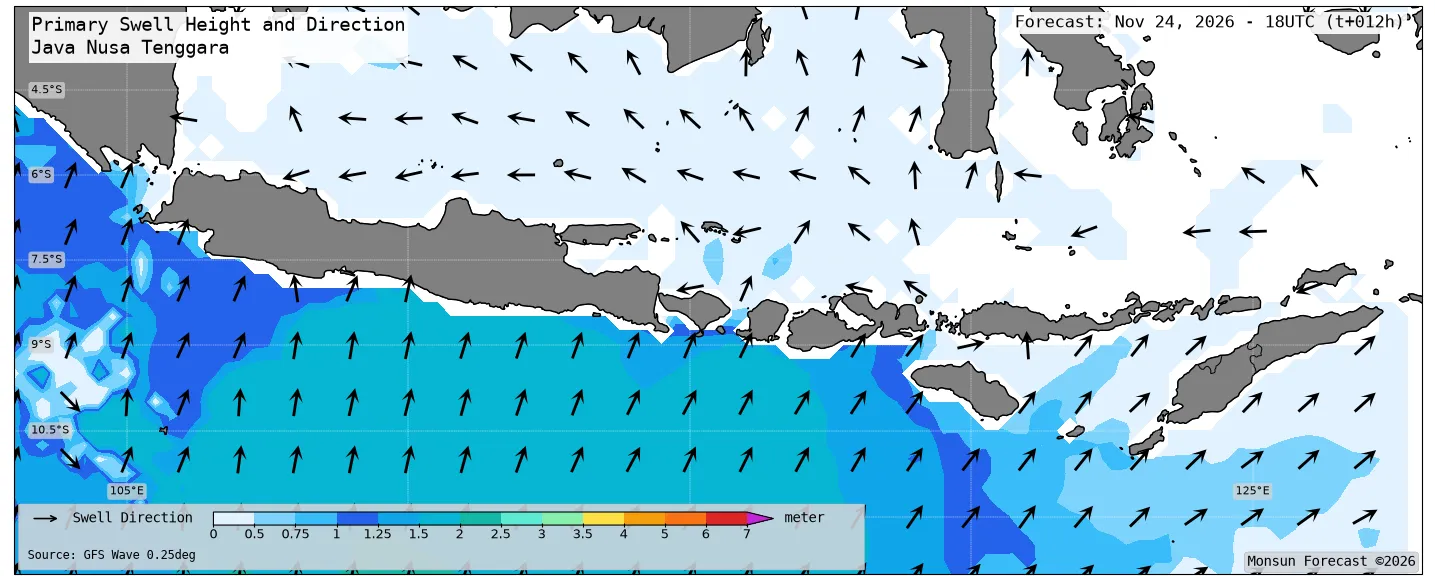 Primary Swell Height and Direction
Java Nusa Tenggara
Forecast: Nov 24, 2026 - 18UTC (t+012h)
4.5°S
6°S
7.5°S
9°S
10.5°S
105°E
125°E
Swell Direction
0 0.5 0.75 1 1.25 1.5 2 2.5 3 3.5 4 5 6 7
meter
Source: GFS Wave 0.25deg
Monsun Forecast ©2026